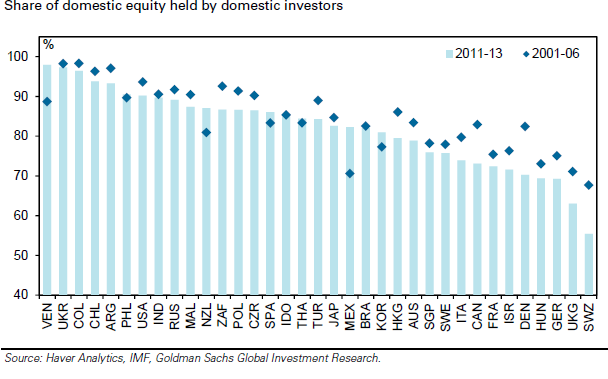 Share of domestic equity held by domestic investors
%
2011-13
2001-06
100
90
80
70
60
50
40
VEN
UKR
COL
CHL
ARG
PHL
USA
IND
RUS
MAL
NZL
ZAF
POL
CZR
SPA
IDO
THA
TUR
JAP
MEX
BRA
KOR
HKG
AUS
SGP
SWE
ITA
CAN
FRA
ISR
DEN
HUN
GER
UKG
SWZ
Source: Haver Analytics, IMF, Goldman Sachs Global Investment Research.